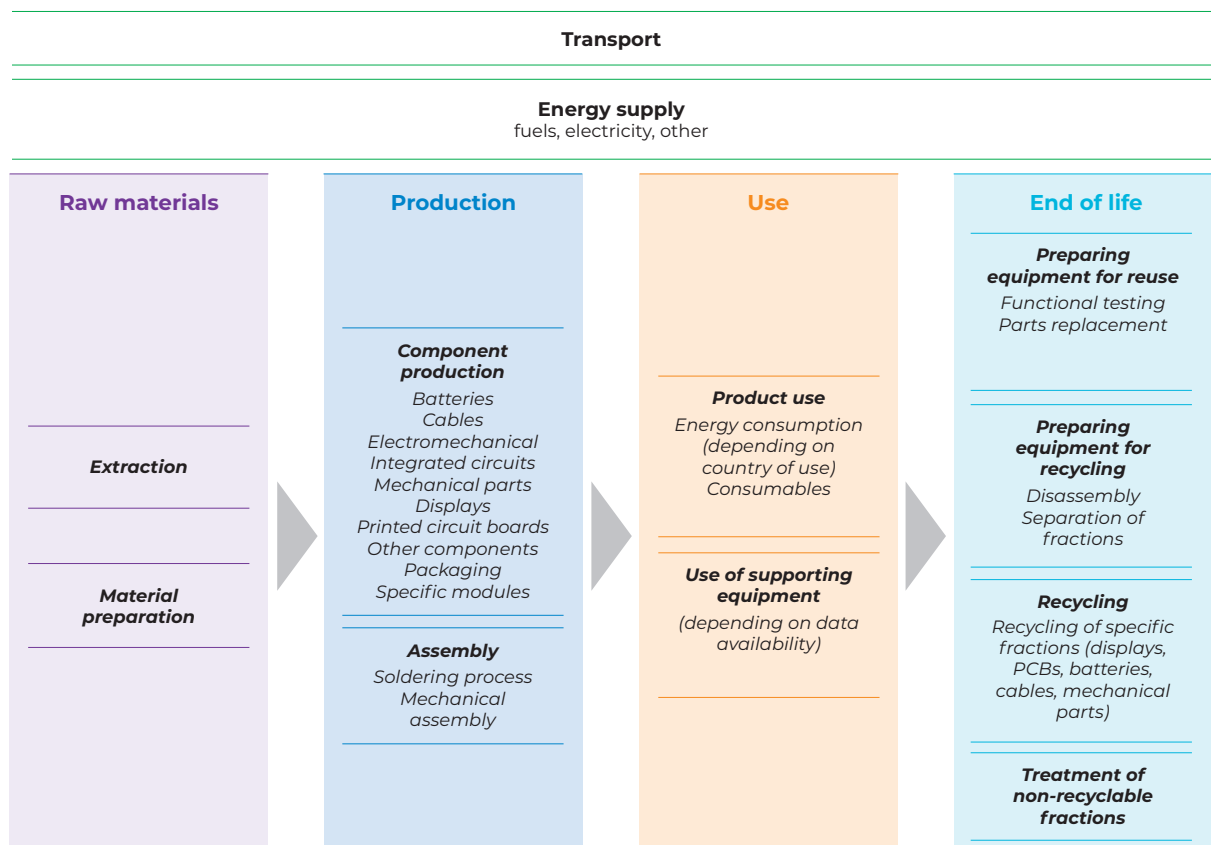 Transport
Energy supply
fuels, electricity, other
Raw materials
Extraction
Material
preparation
Production
Component
production
Batteries
Cables
Electromechanical
Integrated circuits
Mechanical parts
Displays
Printed circuit boards
Other components
Packaging
Specific modules
Assembly
Soldering process
Mechanical
assembly
Use
Product use
Energy consumption
(depending on
country of use)
Consumables
Use of supporting
equipment
(depending on data
availability)
End of life
Preparing
equipment for reuse
Functional testing
Parts replacement
Preparing
equipment for
recycling
Disassembly
Separation of
fractions
Recycling
Recycling of specific
fractions (displays,
PCBs, batteries,
cables, mechanical
parts)
Treatment of
non-recyclable
fractions